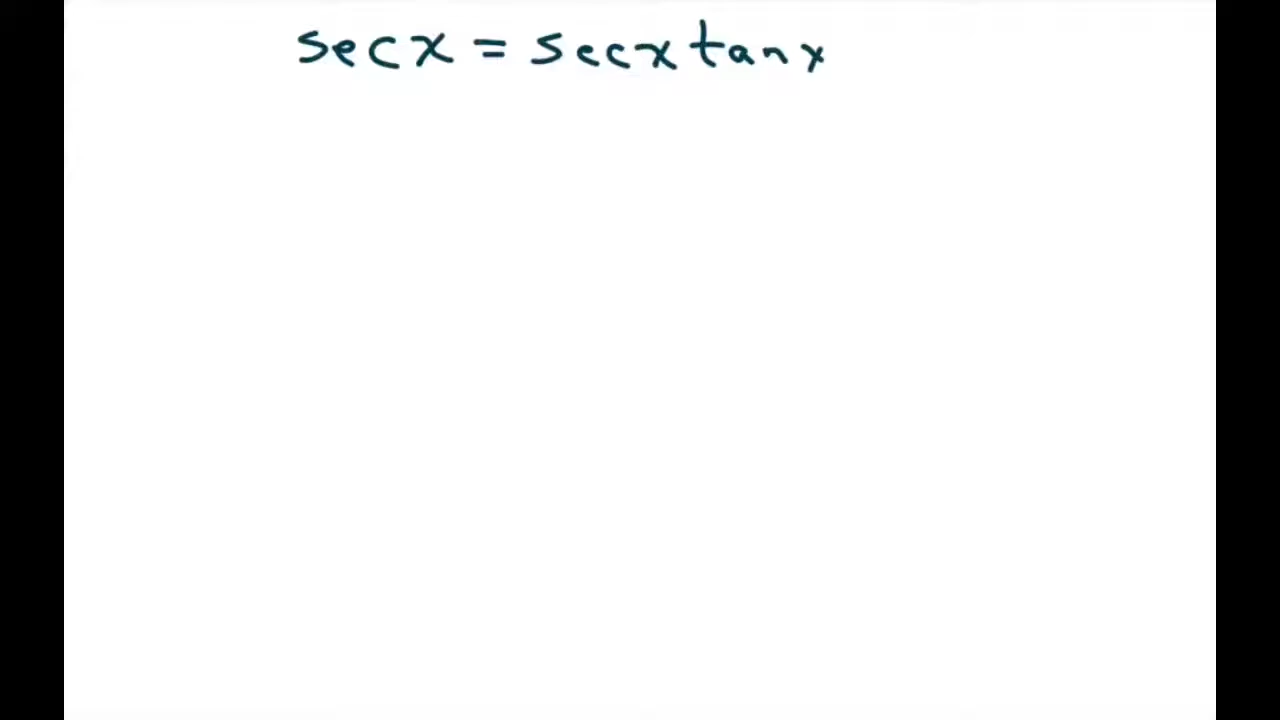 sec x = sec x tan x